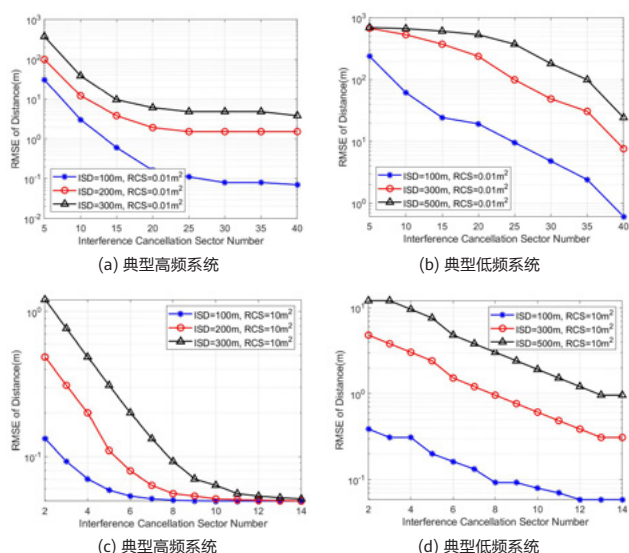 10³
10²
10¹
10⁰
10⁻¹
10⁻²
RMSE of Distance(m)
5 10 15 20 25 30 35 40
Interference Cancellation Sector Number
ISD=100m, RCS=0.01m²
ISD=200m, RCS=0.01m²
ISD=300m, RCS=0.01m²
(a) 典型高频系统
10³
10²
10¹
10⁰
RMSE of Distance(m)
5 10 15 20 25 30 35 40
Interference Cancellation Sector Number
ISD=100m, RCS=0.01m²
ISD=300m, RCS=0.01m²
ISD=500m, RCS=0.01m²
(b) 典型低频系统
10⁰
10⁻¹
RMSE of Distance(m)
2 4 6 8 10 12 14
Interference Cancellation Sector Number
ISD=100m, RCS=10m²
ISD=200m, RCS=10m²
ISD=300m, RCS=10m²
(c) 典型高频系统
10¹
10⁰
10⁻¹
RMSE of Distance(m)
2 4 6 8 10 12 14
Interference Cancellation Sector Number
ISD=100m, RCS=10m²
ISD=300m, RCS=10m²
ISD=500m, RCS=10m²
(d) 典型低频系统